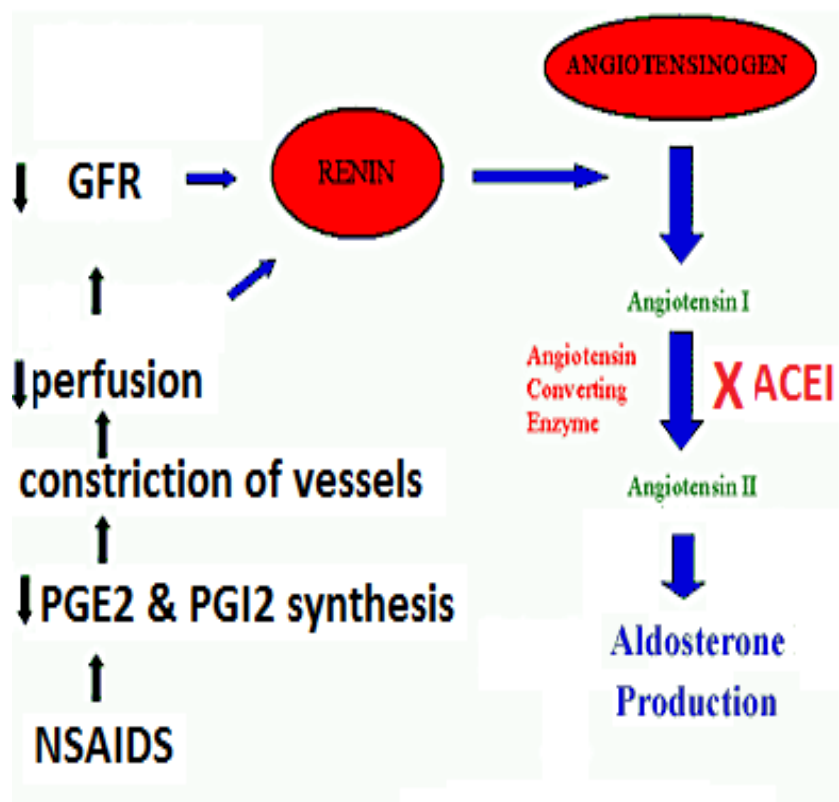 ANGIOTENSINOGEN
GFR
RENIN
Angiotensin I
perfusion
Angiotensin
Converting
Enzyme
X ACEI
constriction of vessels
Angiotensin II
PGE2 & PGI2 synthesis
Aldosterone
Production
NSAIDS